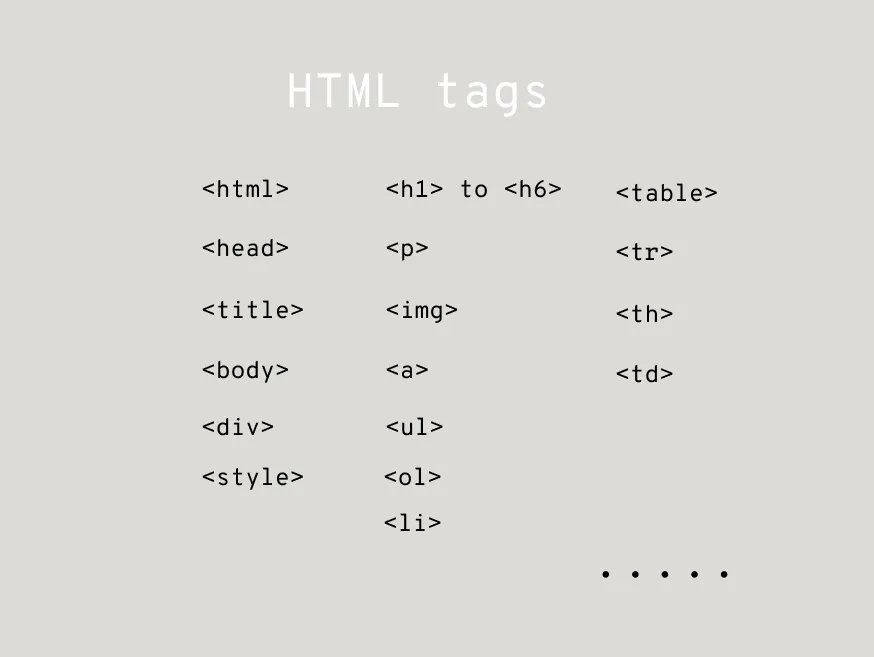 HTML tags
<html>
<head>
<title>
<body>
<div>
<style>
<h1> to <h6>
<p>
<img>
<a>
<ul>
<ol>
<li>
<table>
<tr>
<th>
<td>
.....